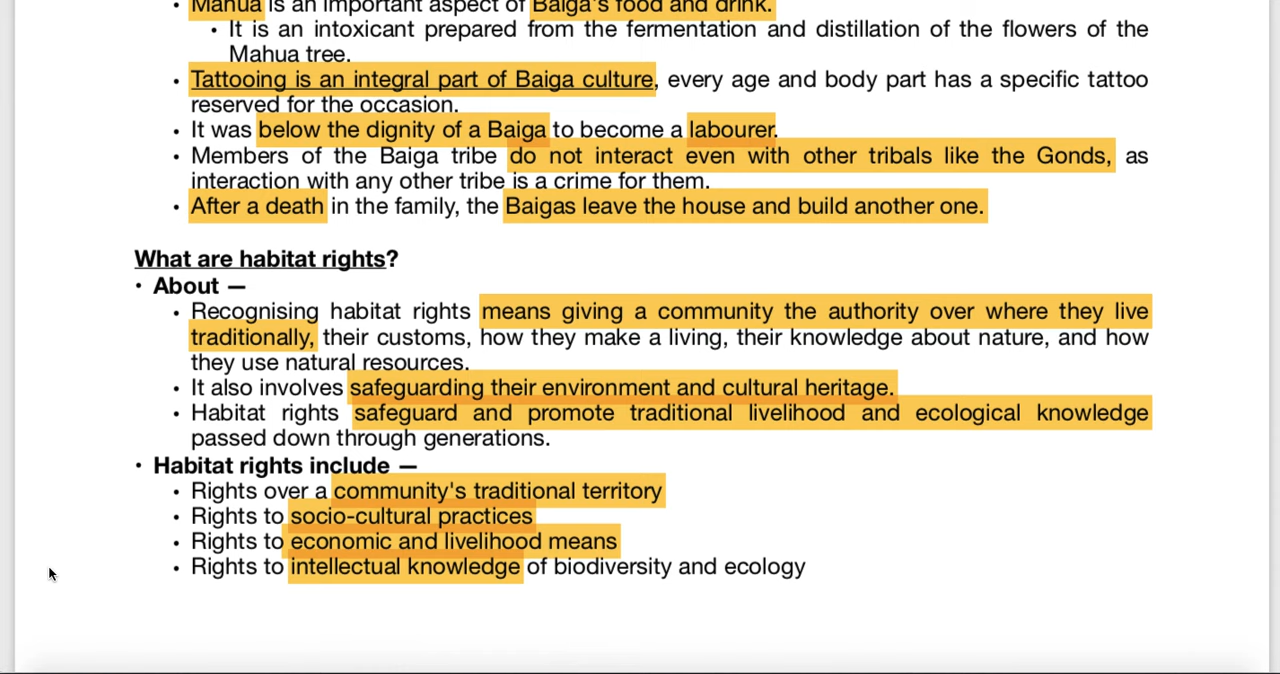 • Mahua is an important aspect of Baiga's food and drink.
• It is an intoxicant prepared from the fermentation and distillation of the flowers of the
Mahua tree.
• Tattooing is an integral part of Baiga culture, every age and body part has a specific tattoo
reserved for the occasion.
• It was below the dignity of a Baiga to become a labourer.
• Members of the Baiga tribe do not interact even with other tribals like the Gonds, as
interaction with any other tribe is a crime for them.
• After a death in the family, the Baigas leave the house and build another one.
What are habitat rights?
• About —
• Recognising habitat rights means giving a community the authority over where they live
traditionally, their customs, how they make a living, their knowledge about nature, and how
they use natural resources.
• It also involves safeguarding their environment and cultural heritage.
• Habitat rights safeguard and promote traditional livelihood and ecological knowledge
passed down through generations.
• Habitat rights include —
• Rights over a community's traditional territory
• Rights to socio-cultural practices
• Rights to economic and livelihood means
• Rights to intellectual knowledge of biodiversity and ecology